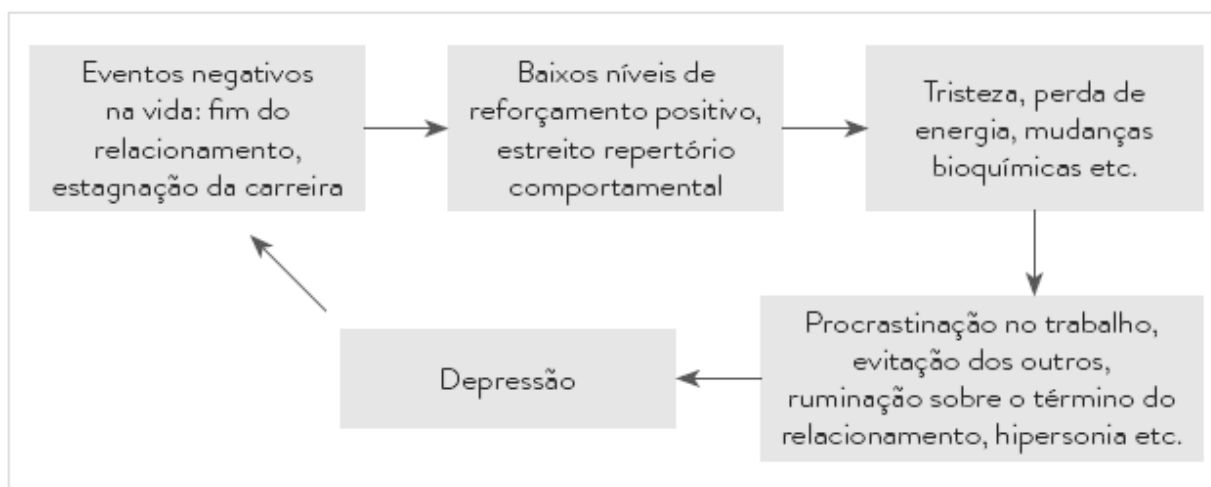 Eventos negativos
na vida: fim do
relacionamento,
estagnação da carreira
Baixos níveis de
reforçamento positivo,
estreito repertório
comportamental
Tristeza, perda de
energia, mudanças
bioquímicas etc.
Procrastinação no trabalho,
evitação dos outros,
ruminação sobre o término do
relacionamento, hipersonia etc.
Depressão